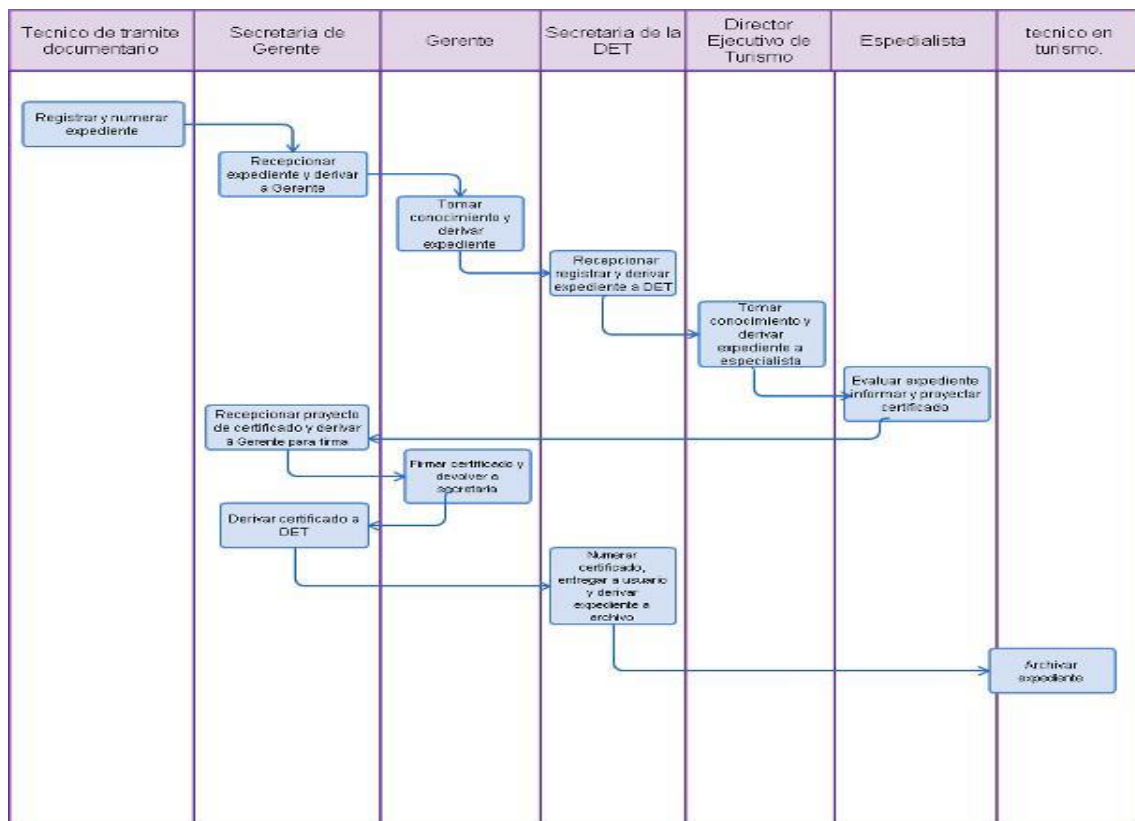 Tecnico de tramite
documentario
Secretaria de
Gerente
Gerente
Secretaria de la
DET
Director
Ejecutivo de
Turismo
Espedialista
tecnico en
turismo.
Registrar y numerar
expediente
Recepcionar
expediente y derivar
a Gerente
Tomar
conocimiento y
derivar
expediente
Recepcionar
registrar y derivar
expediente a DET
Tomar
conocimiento y
derivar
expediente a
especialista
Evaluar expediente
informar y proyectar
certificado
Recepcionar proyecto
de certificado y derivar
a Gerente para firma
Firmar certificado y
devolver a
secretaria
Derivar certificado a
DET
Numerar
certificado,
entregar a usuario
y derivar
expediente a
archivo
Archivar
expediente